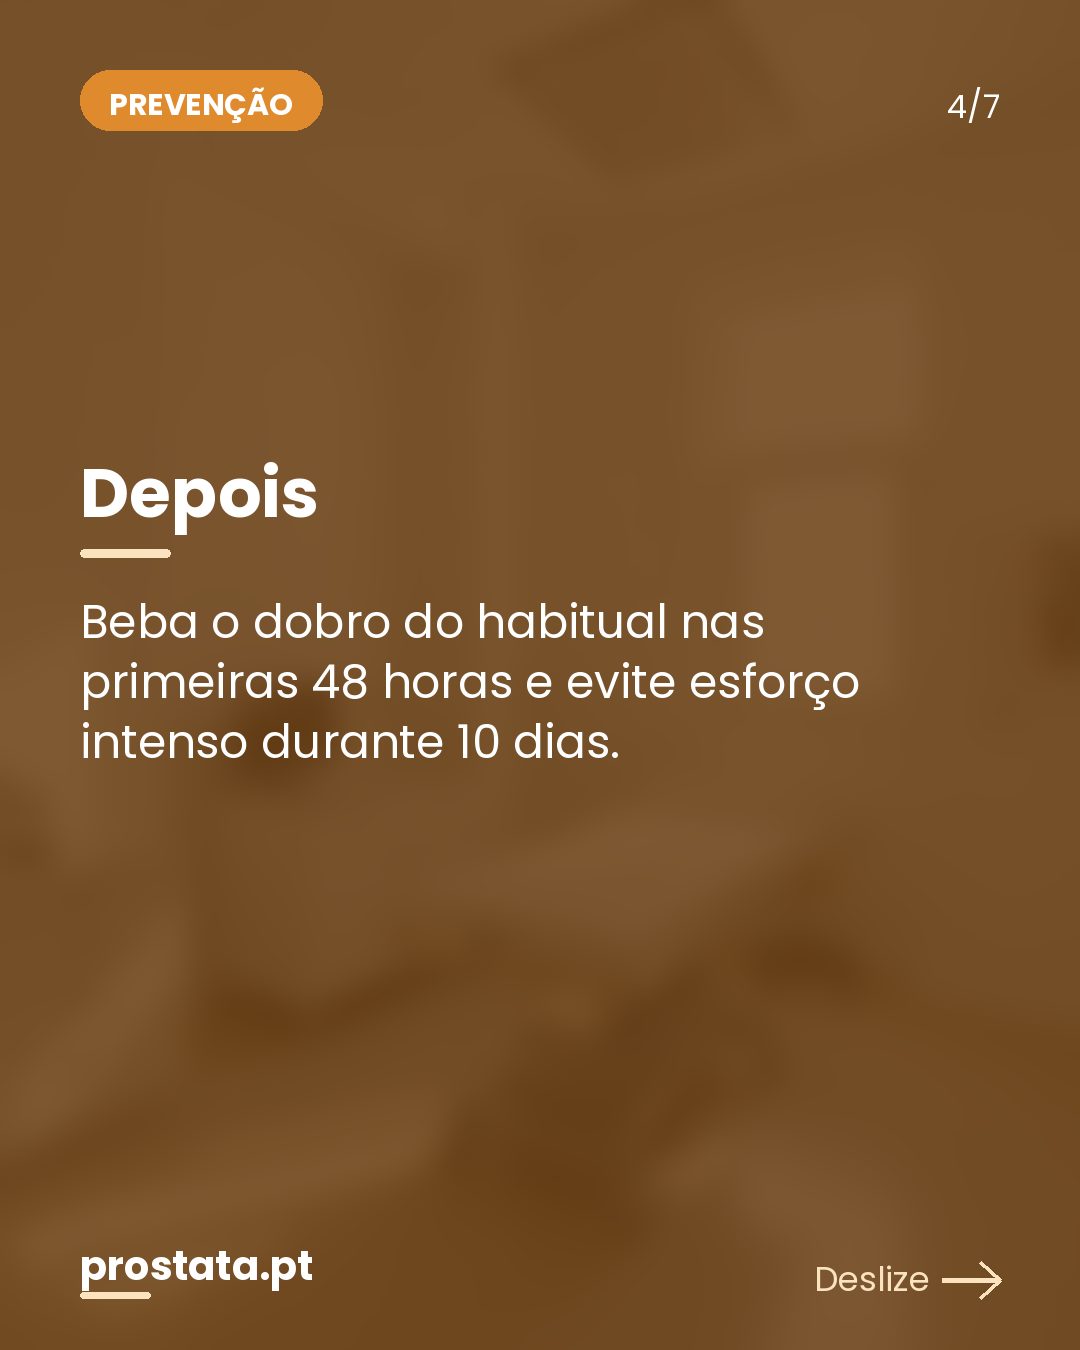 PREVENÇÃO
4/7
Depois
Beba o dobro do habitual nas
primeiras 48 horas e evite esforço
intenso durante 10 dias.
prostata.pt
Deslize